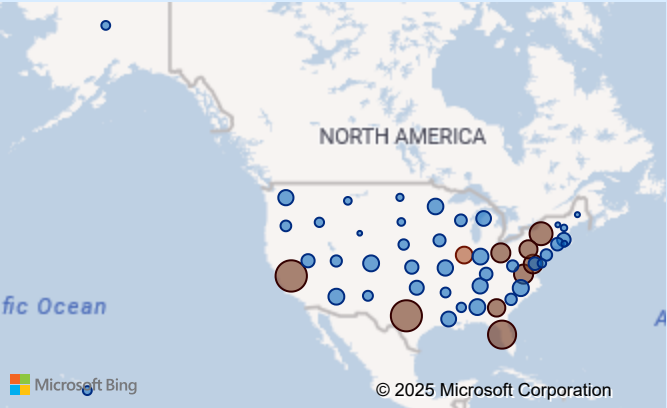 NORTH AMERICA
fic Ocean
A
Microsoft Bing
© 2025 Microsoft Corporation